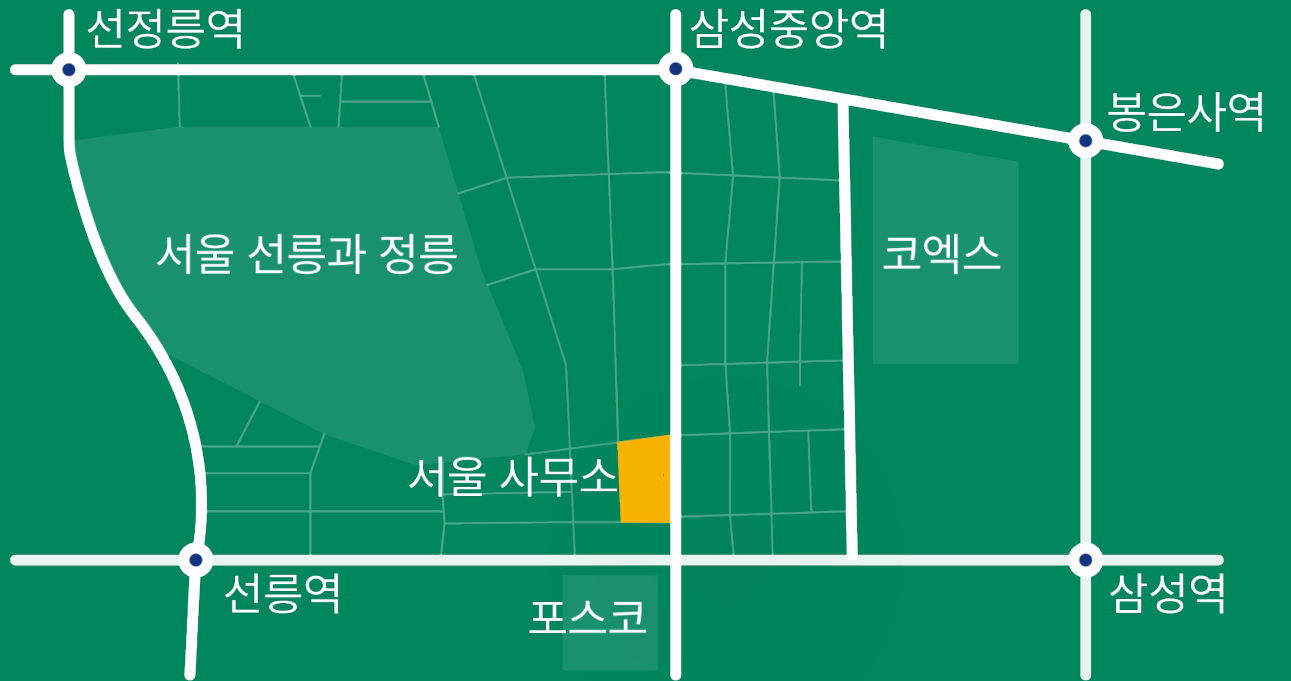 선정릉역
삼성중앙역
봉은사역
서울 선릉과 정릉
코엑스
서울 사무소
선릉역
포스코
삼성역